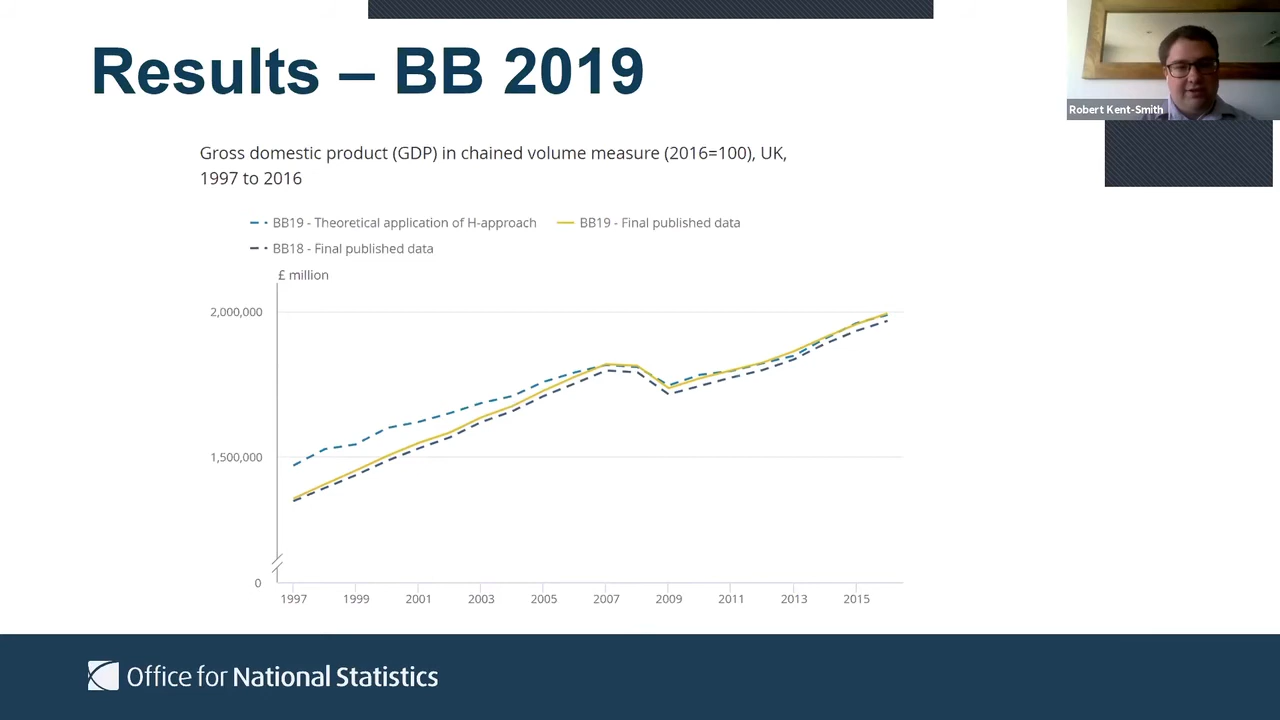 Results – BB 2019
Robert Kent-Smith
Gross domestic product (GDP) in chained volume measure (2016=100), UK,
1997 to 2016
BB19 - Theoretical application of H-approach
BB19 - Final published data
BB18 - Final published data
£ million
2,000,000
1,500,000
0
1997 1999 2001 2003 2005 2007 2009 2011 2013 2015
Office for National Statistics